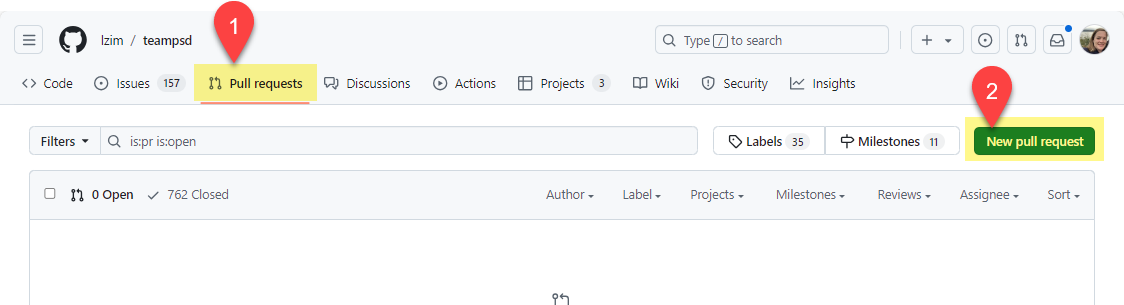 1
lzim / teampsd Type / to search
Code Issues 157 Pull requests Discussions Actions Projects 3 Wiki Security Insights
2
Filters is:pr is:open Labels 35 Milestones 11 New pull request
0 Open 762 Closed Author Label Projects Milestones Reviews Assignee Sort